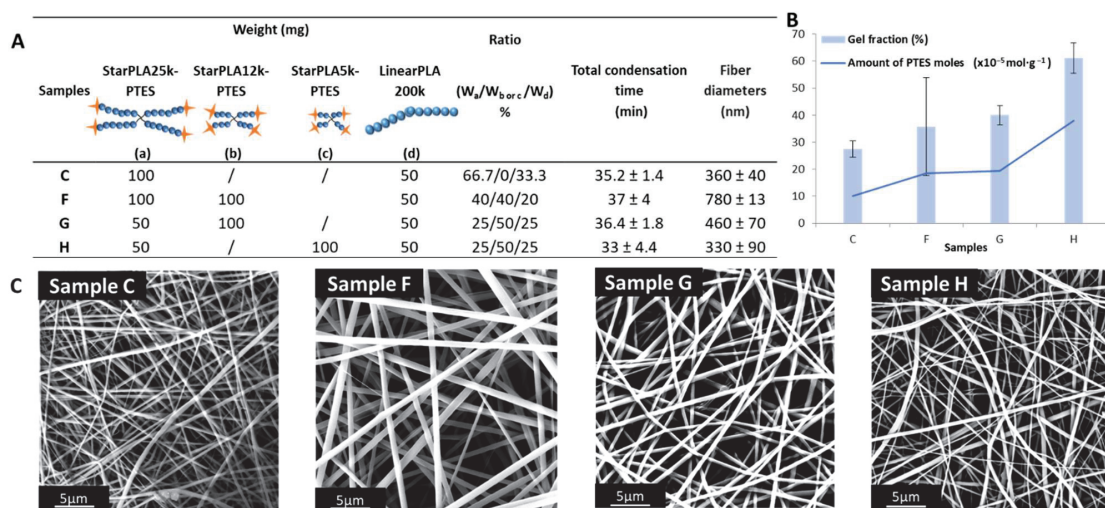 A
Weight (mg)
Ratio
Samples
StarPLA25k-
PTES
(a)
StarPLA12k-
PTES
(b)
StarPLA5k-
PTES
(c)
LinearPLA
200k
(d)
(Wa/Wb or c/Wd)
%
Total condensation
time
(min)
Fiber
diameters
(nm)
C 100 / / 50 66.7/0/33.3 35.2 ± 1.4 360 ± 40
F 100 100 50 40/40/20 37 ± 4 780 ± 13
G 50 100 / 50 25/50/25 36.4 ± 1.8 460 ± 70
H 50 / 100 50 25/50/25 33 ± 4.4 330 ± 90
B
Gel fraction (%)
Amount of PTES moles (x10⁻⁵ mol·g⁻¹)
70
60
50
40
30
20
10
0
C F G H
Samples
C
Sample C
5µm
Sample F
5µm
Sample G
5µm
Sample H
5µm